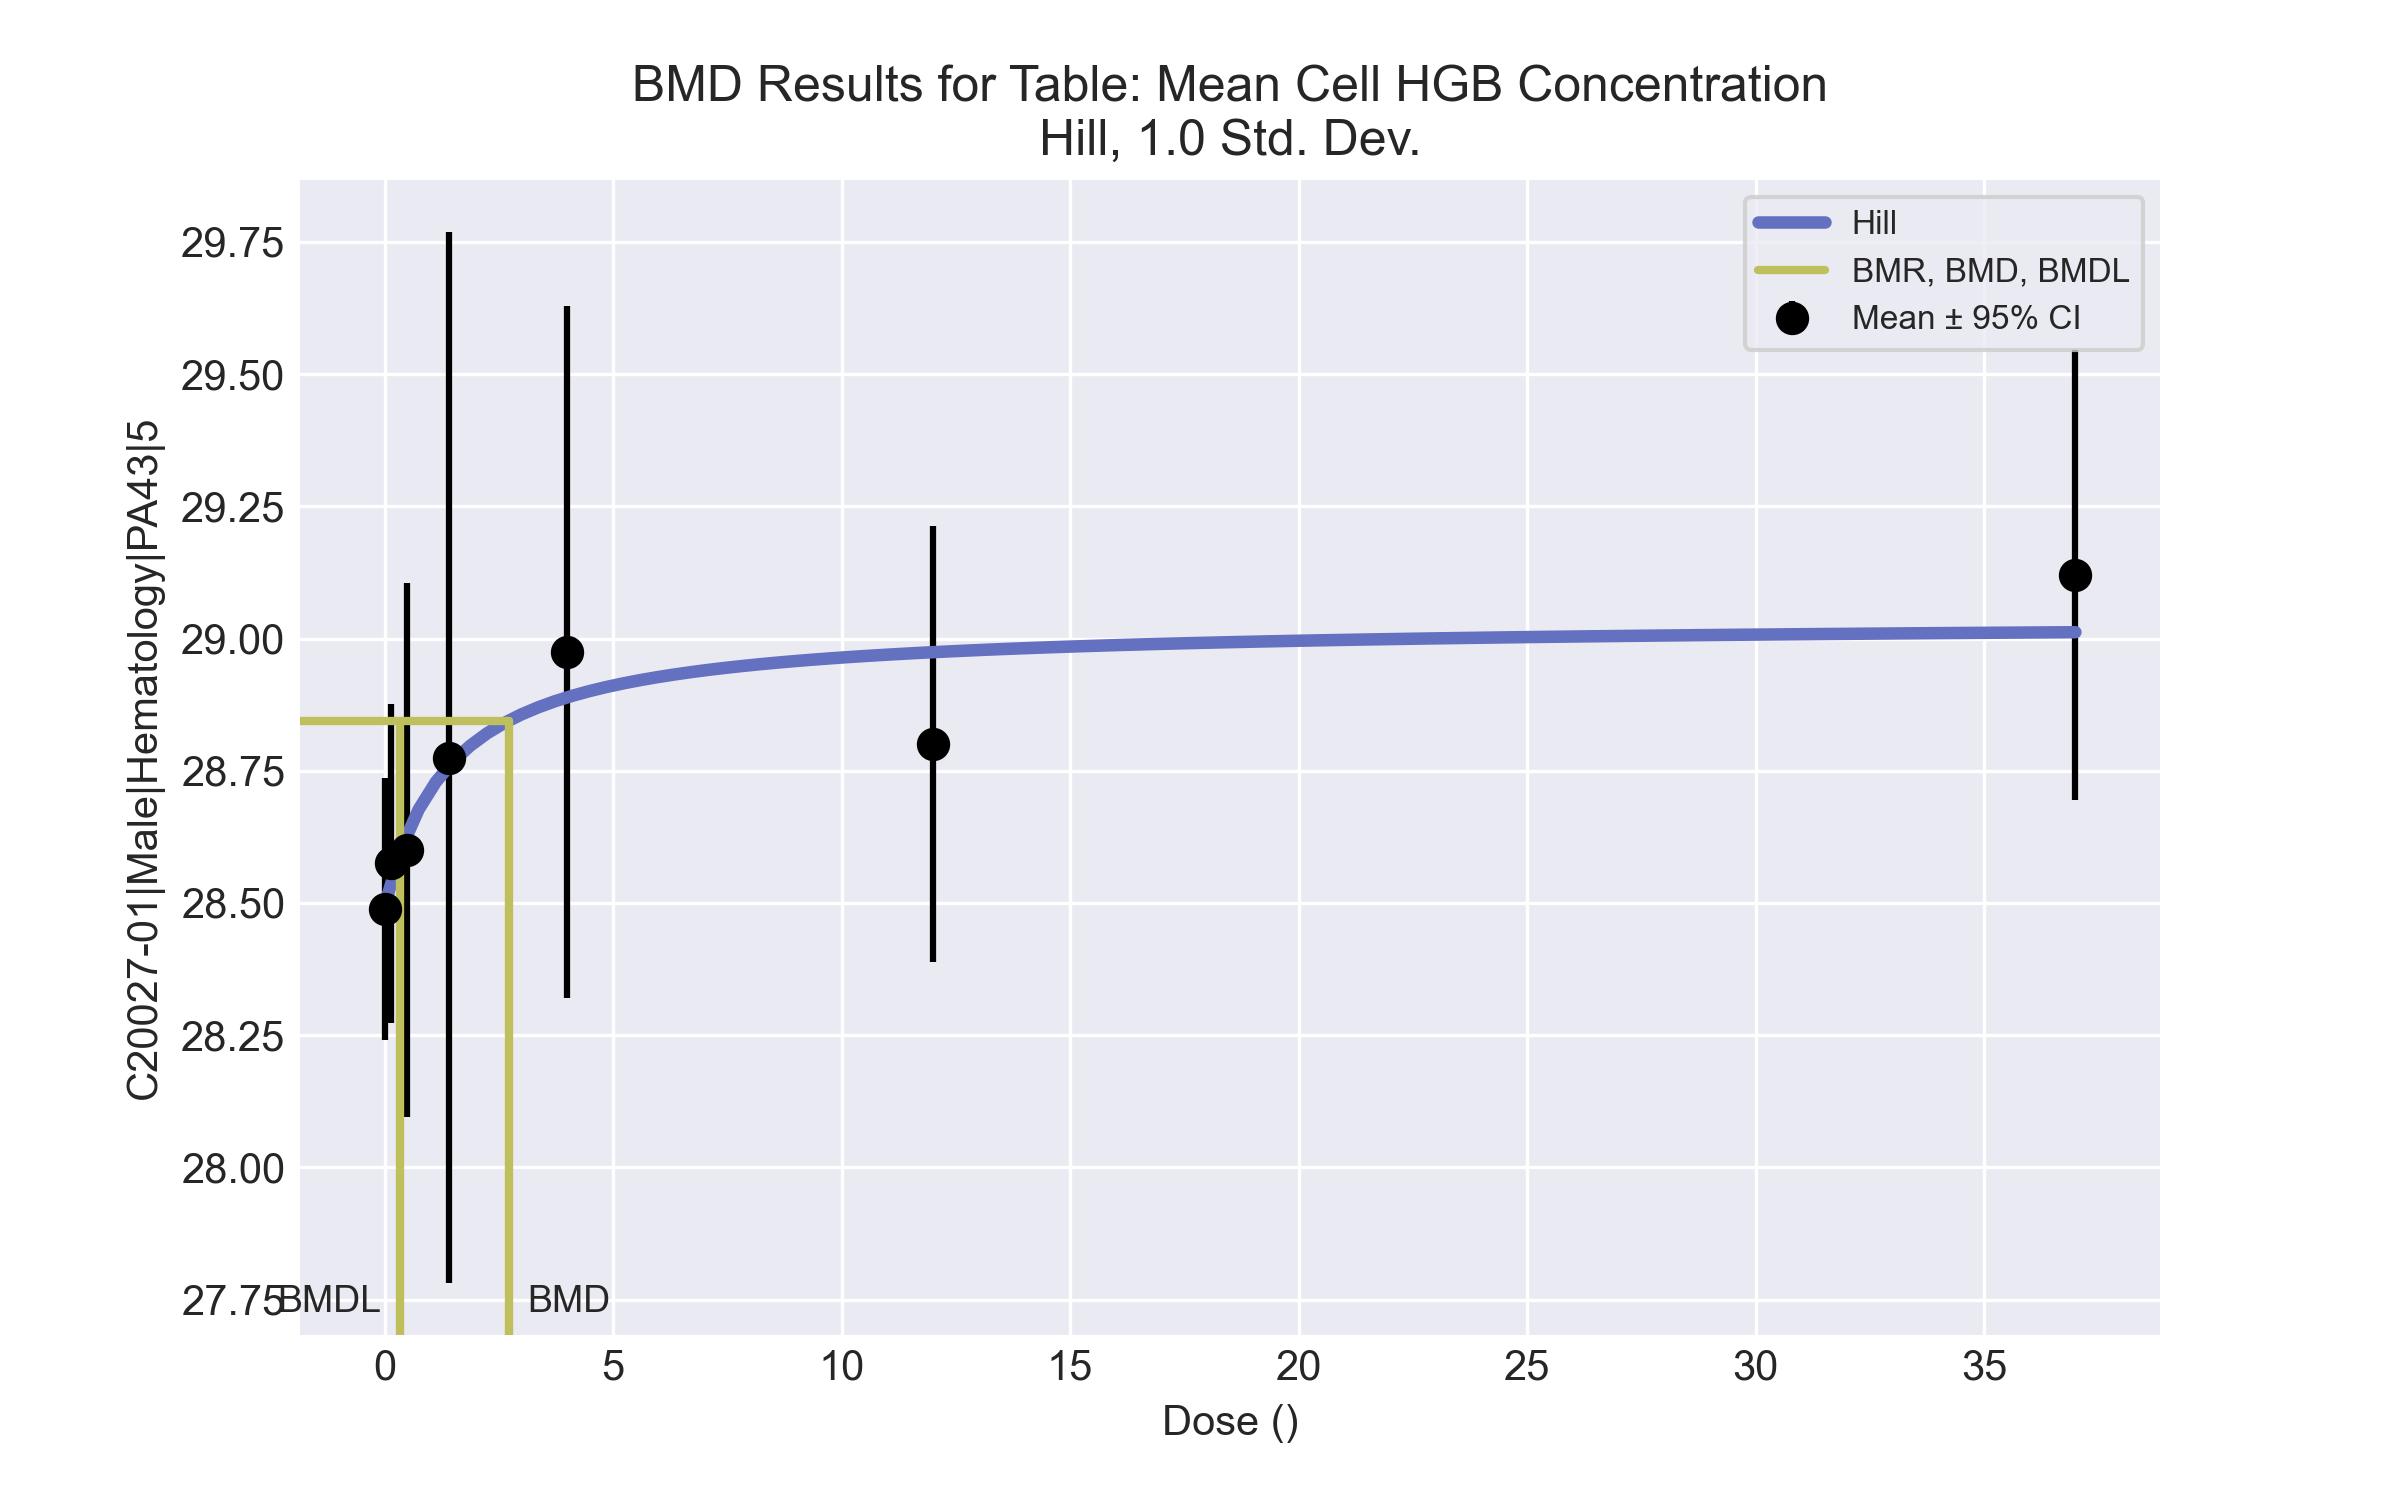 BMD Results for Table: Mean Cell HGB Concentration
Hill, 1.0 Std. Dev.
Hill
BMR, BMD, BMDL
Mean ± 95% CI
C20027-01|Male|Hematology|PA43|5
29.75
29.50
29.25
29.00
28.75
28.50
28.25
28.00
27.75
BMDL
BMD
0 5 10 15 20 25 30 35
Dose ()